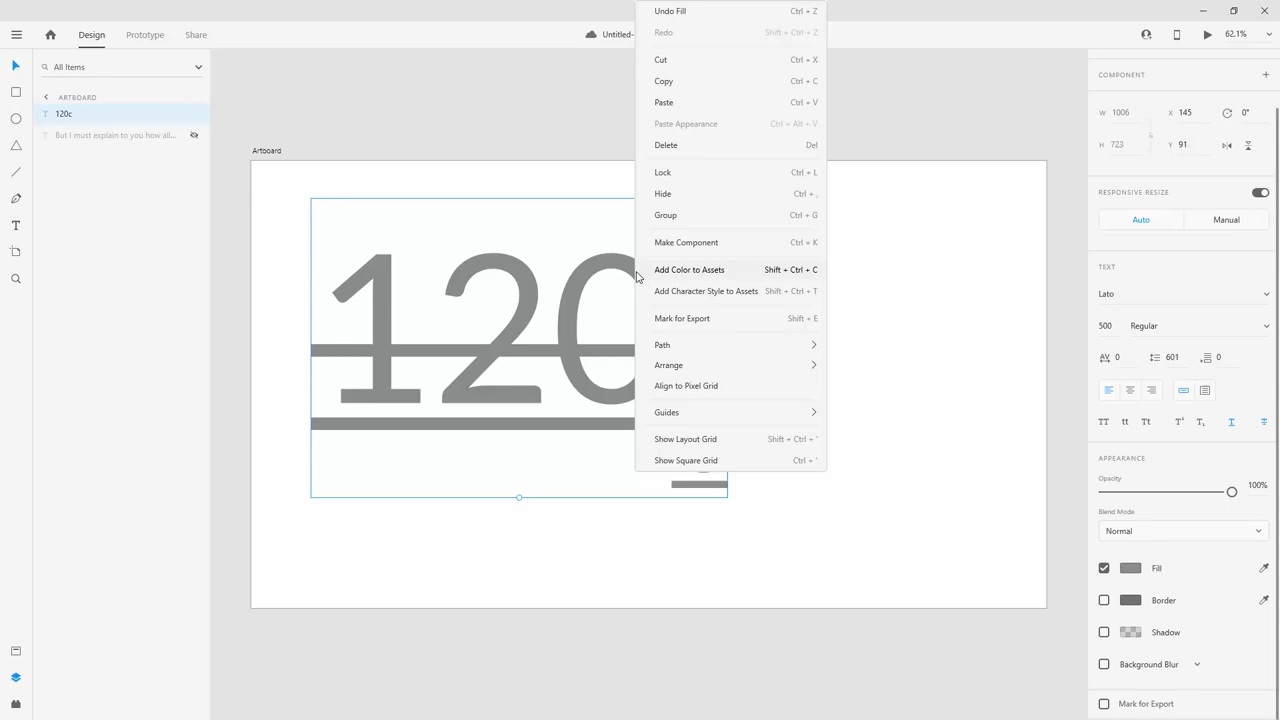 Design
Prototype
Share
Untitled-
62.1%
All Items
ARTBOARD
120c
But I must explain to you how all...
Artboard
120
Undo Fill Ctrl + Z
Redo Shift + Ctrl + Z
Cut Ctrl + X
Copy Ctrl + C
Paste Ctrl + V
Paste Appearance Ctrl + Alt + V
Delete Del
Lock Ctrl + L
Hide Ctrl + ,
Group Ctrl + G
Make Component Ctrl + K
Add Color to Assets Shift + Ctrl + C
Add Character Style to Assets Shift + Ctrl + T
Mark for Export Shift + E
Path
Arrange
Align to Pixel Grid
Guides
Show Layout Grid Shift + Ctrl + '
Show Square Grid Ctrl + '
COMPONENT
W 1006 X 145 0°
H 723 Y 91
RESPONSIVE RESIZE
Auto Manual
TEXT
Lato
500 Regular
AV 0 601 0
TT tt Tt T¹ T₁ T T
APPEARANCE
Opacity
100%
Blend Mode
Normal
Fill
Border
Shadow
Background Blur
Mark for Export